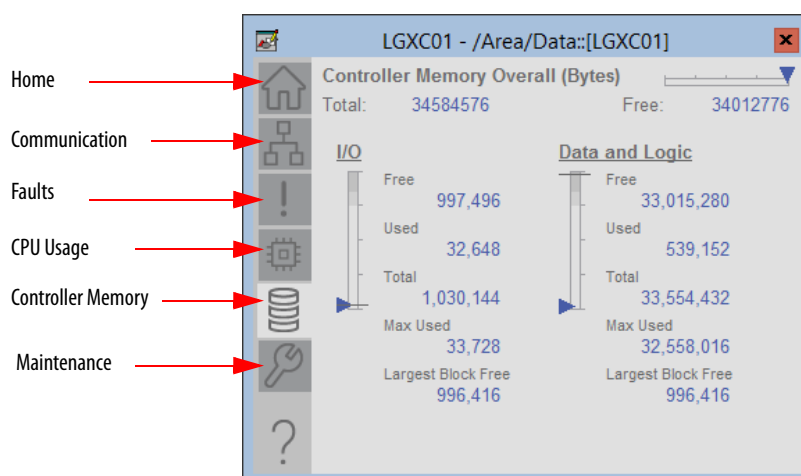 LGXC01 - /Area/Data::[LGXC01]
Home
Communication
Faults
CPU Usage
Controller Memory
Maintenance
Controller Memory Overall (Bytes)
Total: 34584576 Free: 34012776
I/O Data and Logic
Free Free
997,496 33,015,280
Used Used
32,648 539,152
Total Total
1,030,144 33,554,432
Max Used Max Used
33,728 32,558,016
Largest Block Free Largest Block Free
996,416 996,416
?